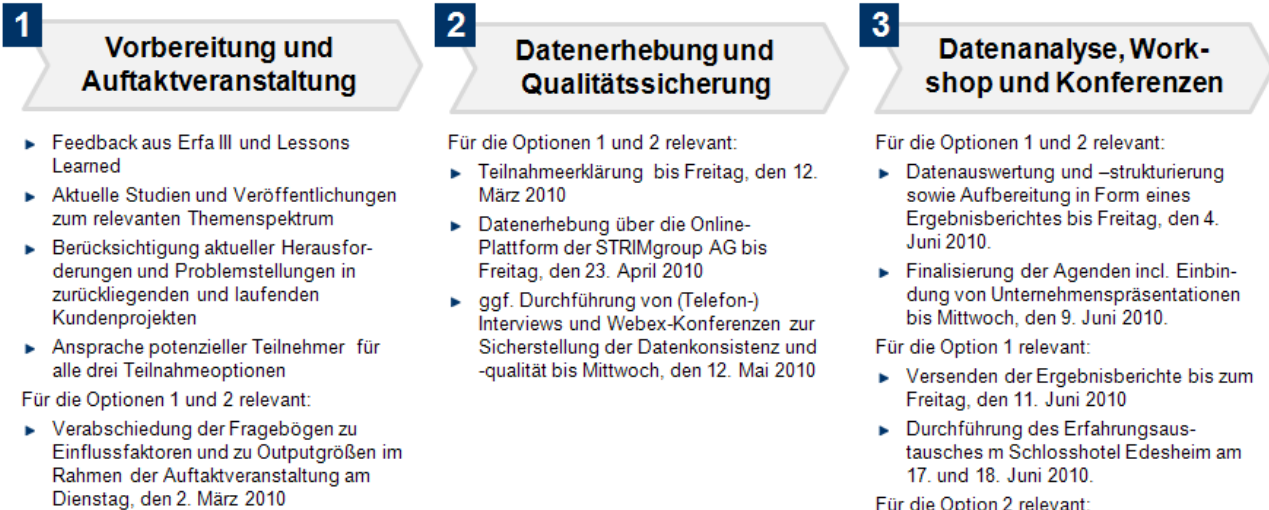 1
Vorbereitung und
Auftaktveranstaltung
Feedback aus Erfa III und Lessons
Learned
Aktuelle Studien und Veröffentlichungen
zum relevanten Themenspektrum
Berücksichtigung aktueller Herausfor-
derungen und Problemstellungen in
zurückliegenden und laufenden
Kundenprojekten
Ansprache potenzieller Teilnehmer für
alle drei Teilnahmeoptionen
Für die Optionen 1 und 2 relevant:
Verabschiedung der Fragebögen zu
Einflussfaktoren und zu Outputgrößen im
Rahmen der Auftaktveranstaltung am
Dienstag, den 2. März 2010
2
Datenerhebung und
Qualitätssicherung
Für die Optionen 1 und 2 relevant:
Teilnahmeerklärung bis Freitag, den 12.
März 2010
Datenerhebung über die Online-
Plattform der STRIMgroup AG bis
Freitag, den 23. April 2010
ggf. Durchführung von (Telefon-)
Interviews und Webex-Konferenzen zur
Sicherstellung der Datenkonsistenz und
-qualität bis Mittwoch, den 12. Mai 2010
3
Datenanalyse, Work-
shop und Konferenzen
Für die Optionen 1 und 2 relevant:
Datenauswertung und –strukturierung
sowie Aufbereitung in Form eines
Ergebnisberichtes bis Freitag, den 4.
Juni 2010.
Finalisierung der Agenden incl. Einbin-
dung von Unternehmenspräsentationen
bis Mittwoch, den 9. Juni 2010.
Für die Option 1 relevant:
Versenden der Ergebnisberichte bis zum
Freitag, den 11. Juni 2010
Durchführung des Erfahrungsaus-
tausches m Schlosshotel Edesheim am
17. und 18. Juni 2010.
Für die Option 2 relevant: